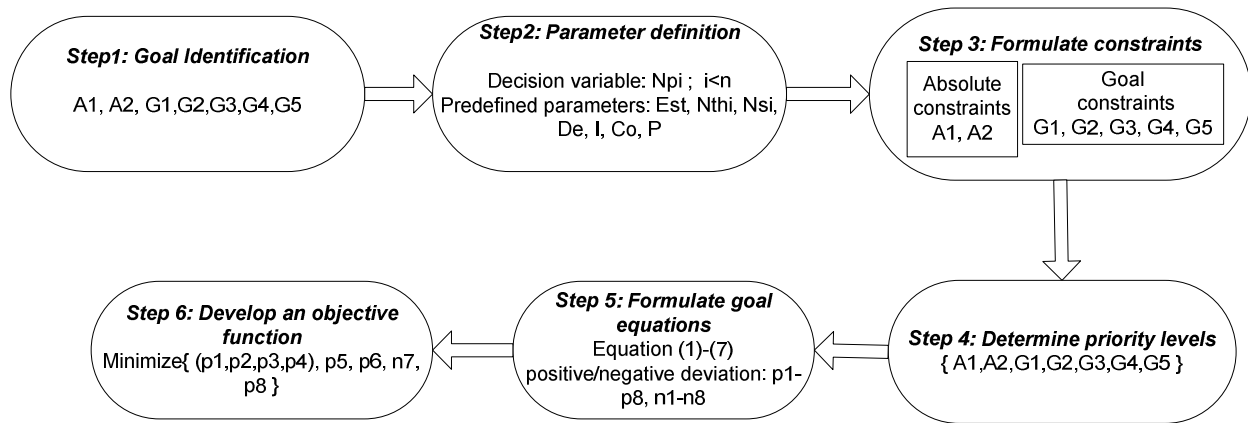 Step1: Goal Identification
A1, A2, G1,G2,G3,G4,G5
Step2: Parameter definition
Decision variable: Npi ; i<n
Predefined parameters: Est, Nthi, Nsi,
De, I, Co, P
Step 3: Formulate constraints
Absolute
constraints
A1, A2
Goal
constraints
G1, G2, G3, G4, G5
Step 4: Determine priority levels
{ A1,A2,G1,G2,G3,G4,G5 }
Step 5: Formulate goal
equations
Equation (1)-(7)
positive/negative deviation: p1-
p8, n1-n8
Step 6: Develop an objective
function
Minimize{ (p1,p2,p3,p4), p5, p6, n7,
p8 }